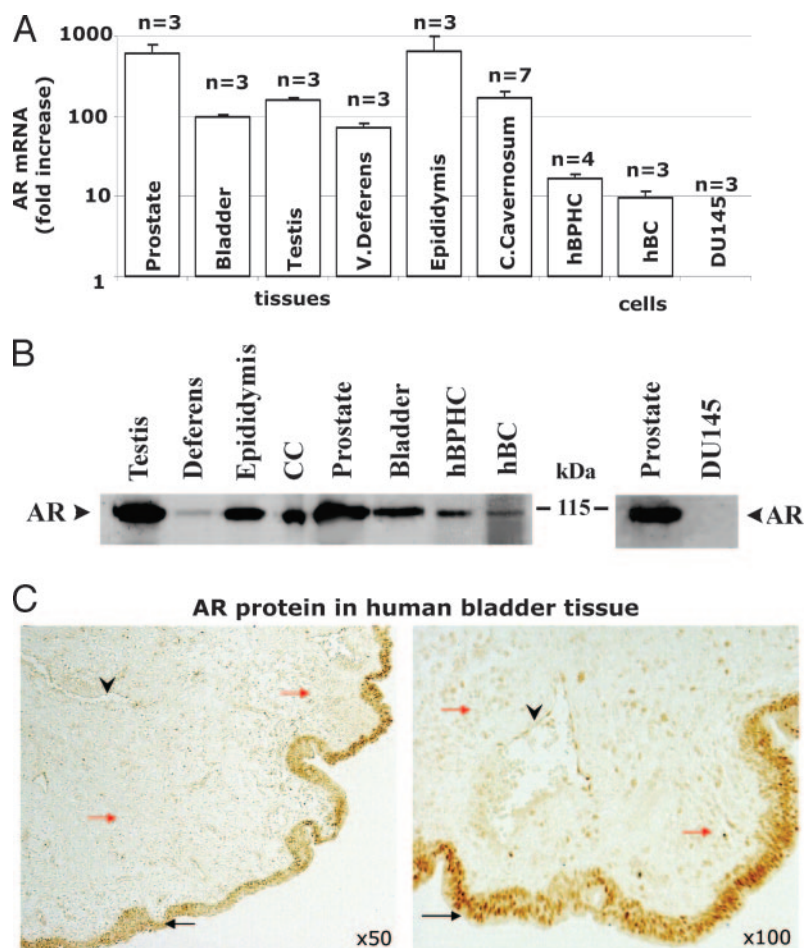 A
AR mRNA
(fold increase)
1000
100
10
1
n=3
n=3
n=3
n=3
n=3
n=7
n=4
n=3
n=3
Prostate
Bladder
Testis
V.Deferens
Epididymis
C.Cavernosum
hBPHC
hBC
DU145
tissues
cells
B
Testis
Deferens
Epididymis
CC
Prostate
Bladder
hBPHC
hBC
kDa
Prostate
DU145
AR
115
AR
C
AR protein in human bladder tissue
x50
x100